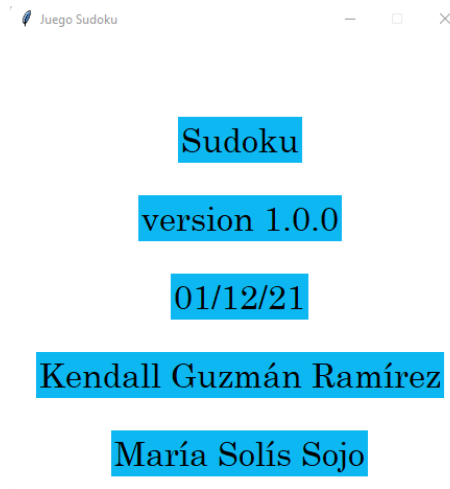 Juego Sudoku
Sudoku
version 1.0.0
01/12/21
Kendall Guzmán Ramírez
María Solís Sojo